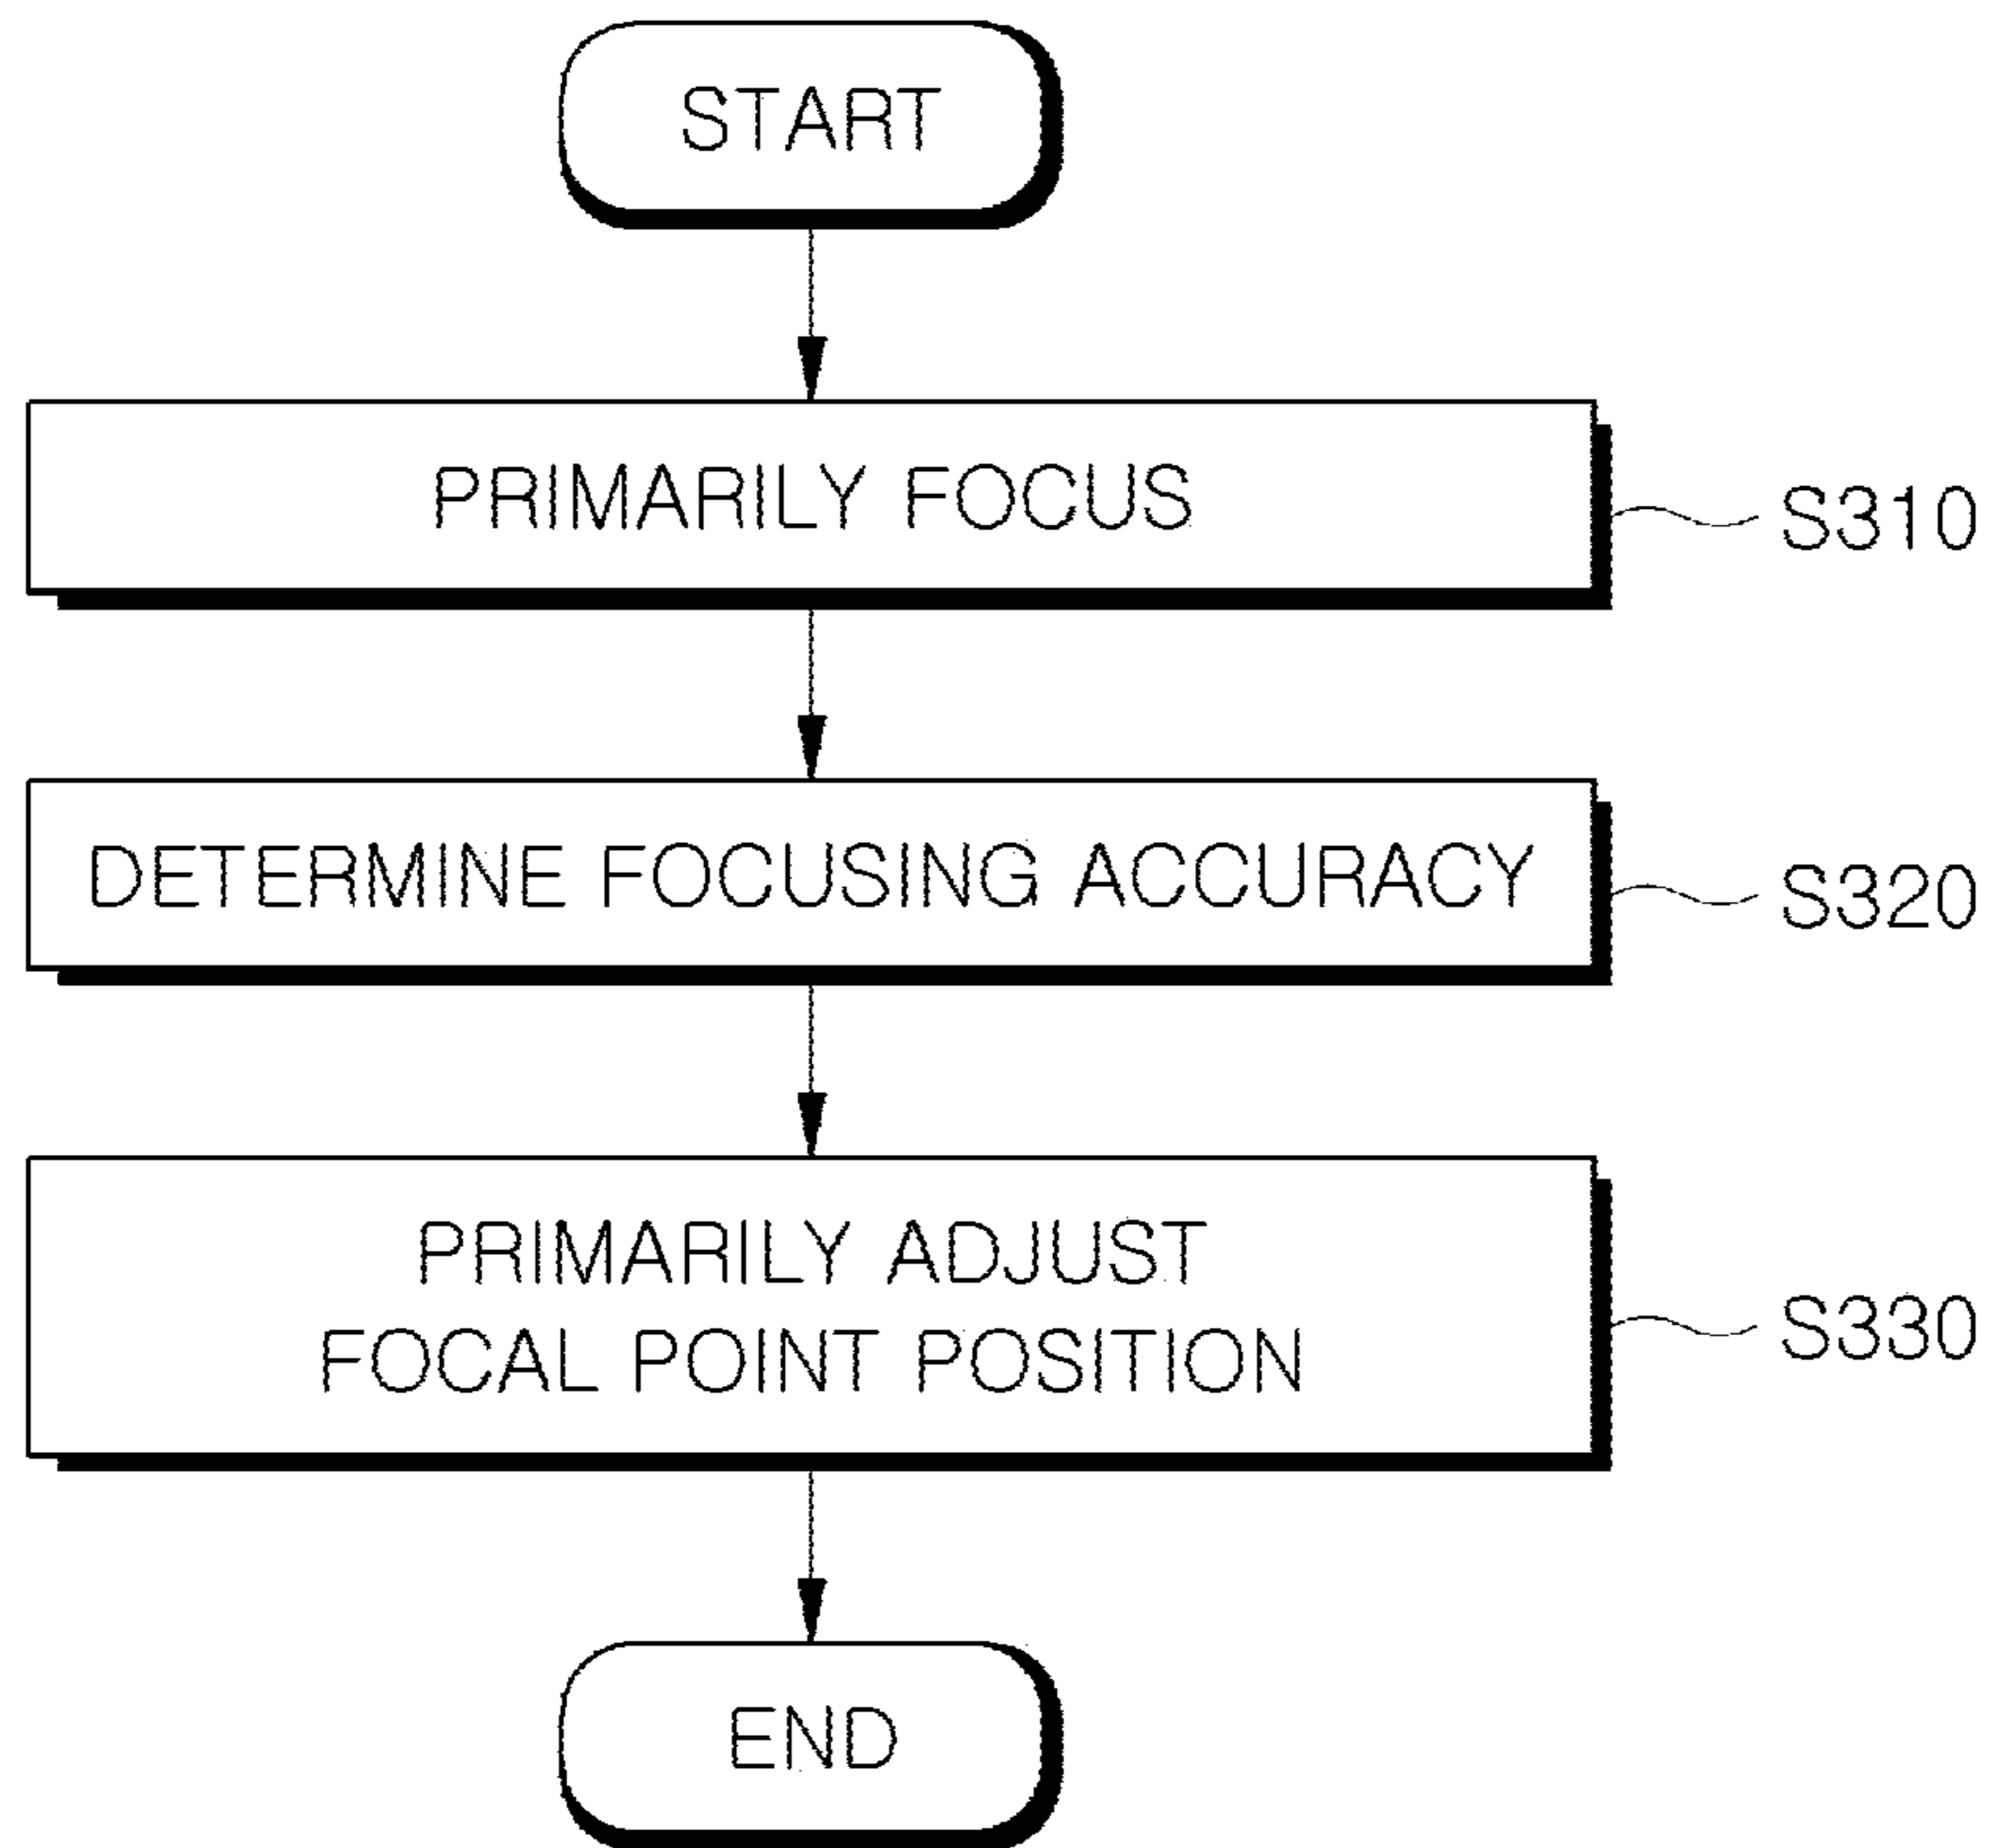 START
PRIMARILY FOCUS
S310
DETERMINE FOCUSING ACCURACY
S320
PRIMARILY ADJUST
FOCAL POINT POSITION
S330
END